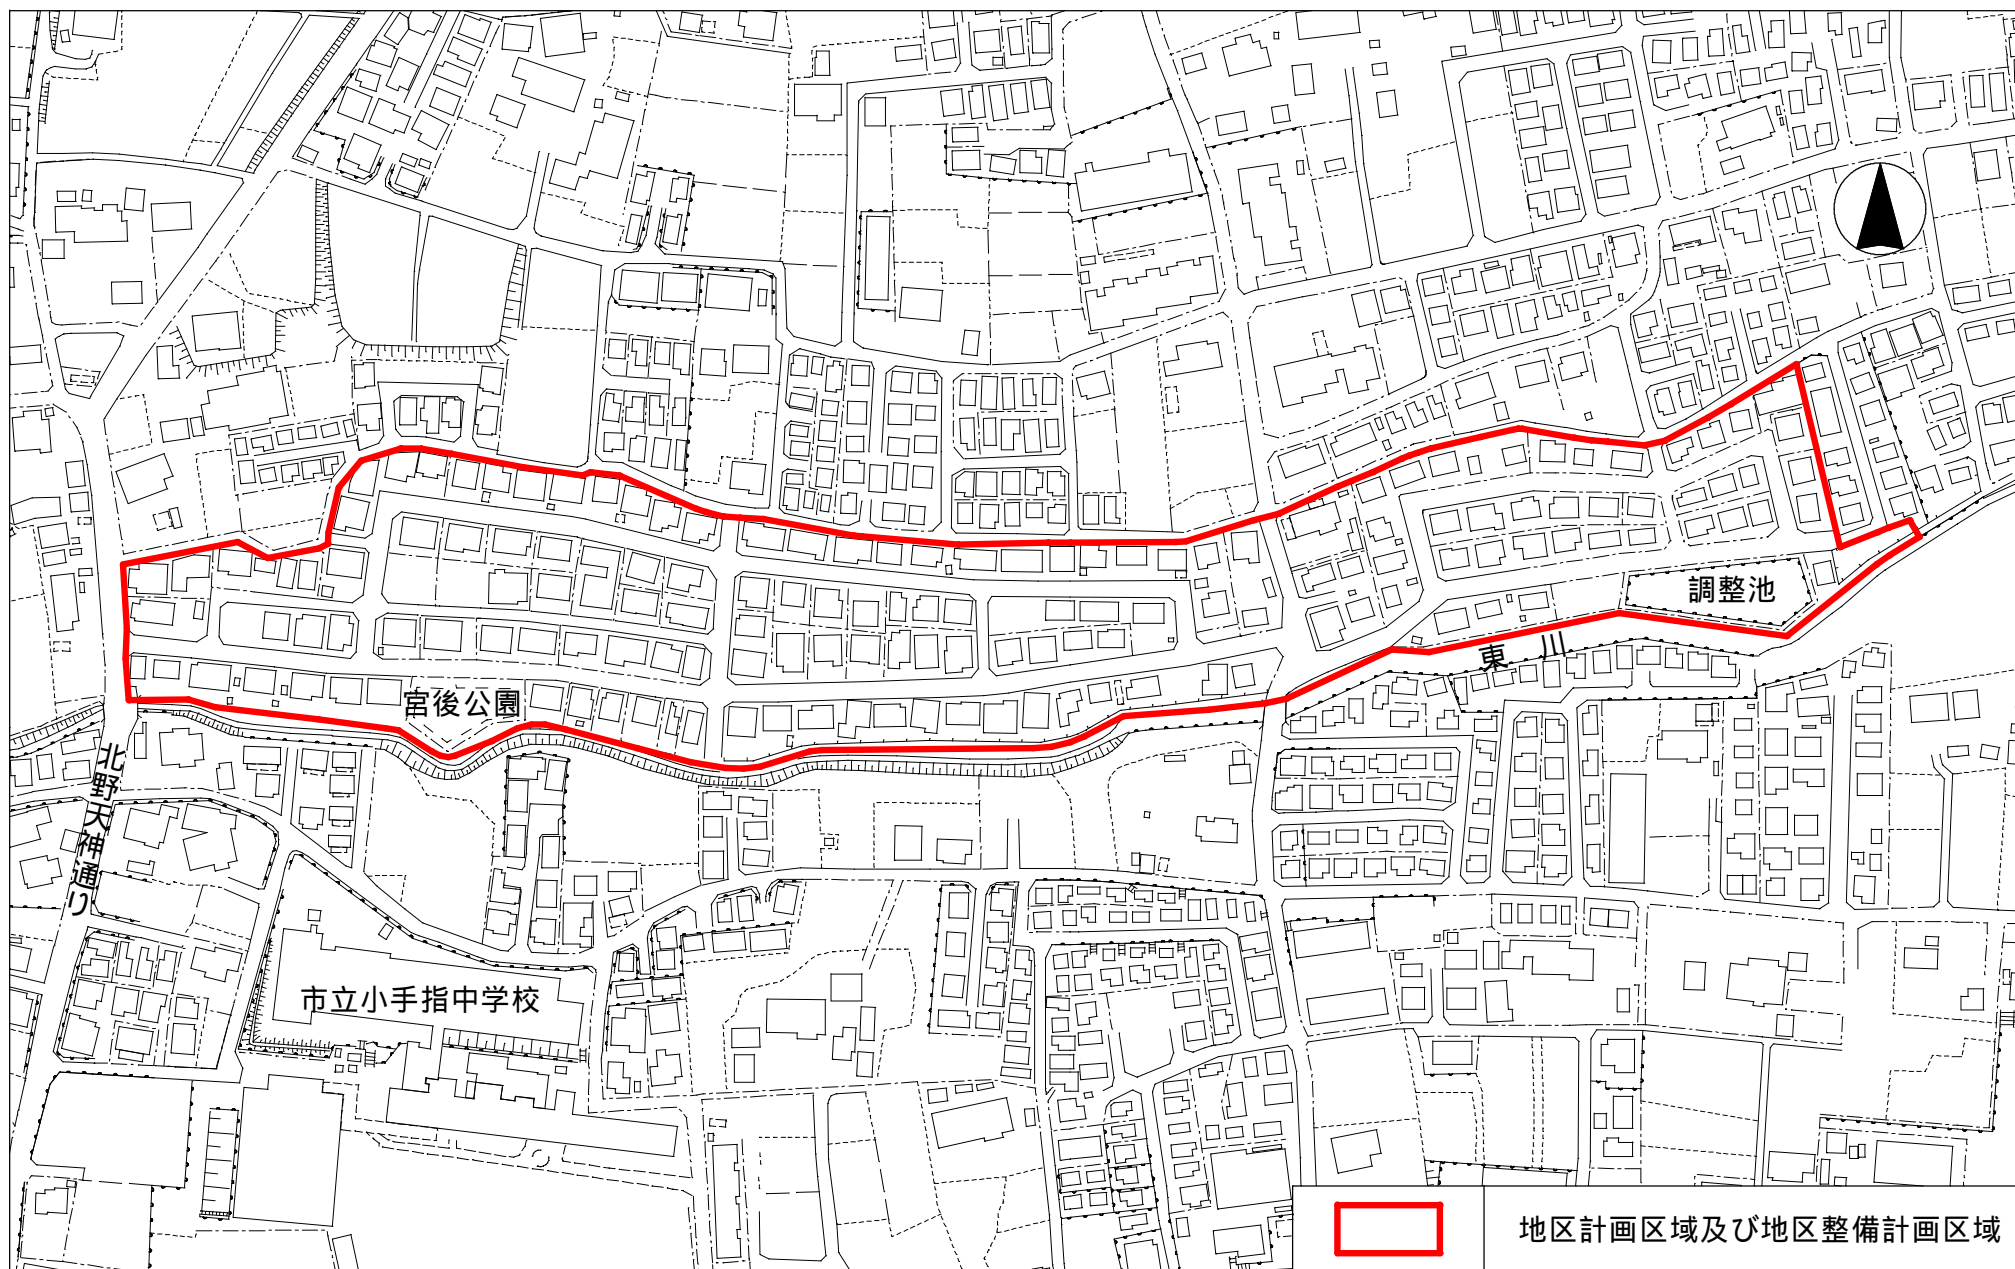 調整池
東川
宮後公園
北野天神通り
市立小手指中学校
地区計画区域及び地区整備計画区域